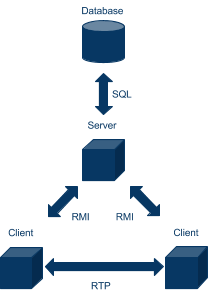 Database
SQL
Server
RMI RMI
Client Client
RTP